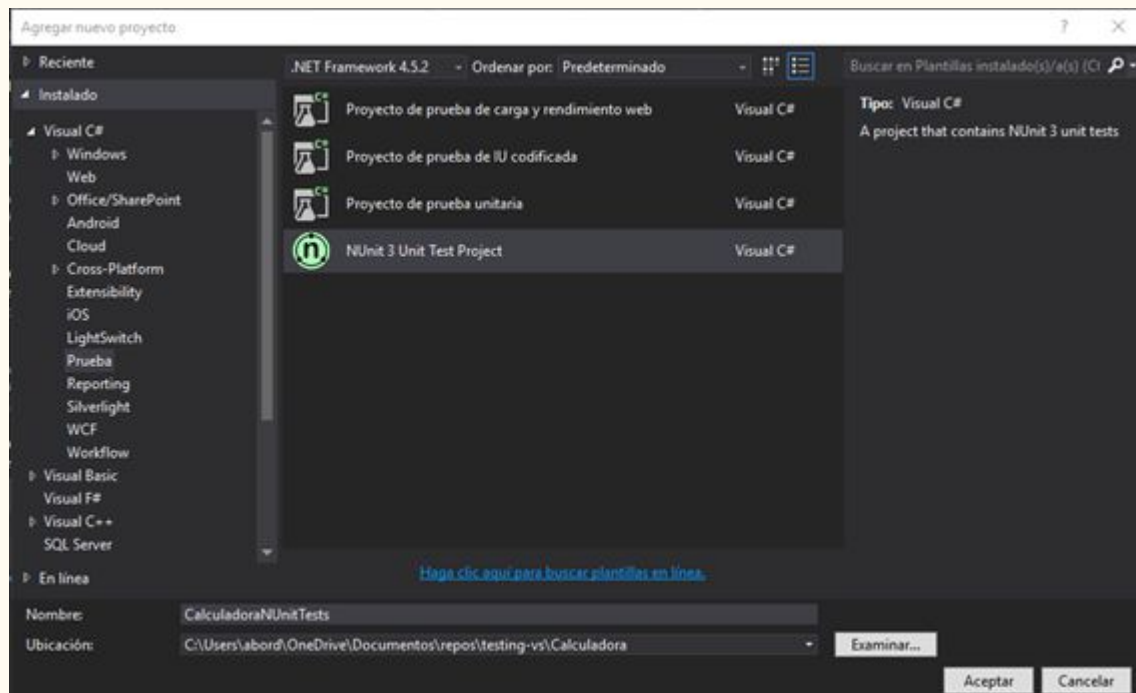 Agregar nuevo proyecto
?
Reciente
.NET Framework 4.5.2
Ordenar por: Predeterminado
Buscar en Plantillas instalado(s)/a(s) (Ct
Instalado
Visual C#
Windows
Web
Office/SharePoint
Android
Cloud
Cross-Platform
Extensibility
iOS
LightSwitch
Prueba
Reporting
Silverlight
WCF
Workflow
Visual Basic
Visual F#
Visual C++
SQL Server
En línea
C#
Proyecto de prueba de carga y rendimiento web
Visual C#
C#
Proyecto de prueba de IU codificada
Visual C#
C#
Proyecto de prueba unitaria
Visual C#
n
NUnit 3 Unit Test Project
Visual C#
Tipo: Visual C#
A project that contains NUnit 3 unit tests
Haga clic aquí para buscar plantillas en línea.
Nombre: CalculadoraNUnitTests
Ubicación: C:\Users\abord\OneDrive\Documentos\repos\testing-vs\Calculadora
Examinar...
Aceptar
Cancelar